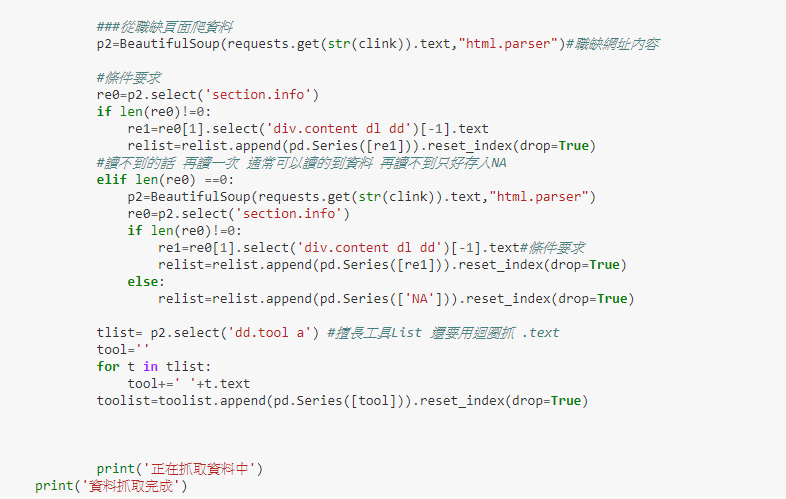 ###從職缺頁面爬資料
p2=BeautifulSoup(requests.get(str(clink)).text,"html.parser")#職缺網址內容
#條件要求
re0=p2.select('section.info')
if len(re0)!=0:
re1=re0[1].select('div.content dl dd')[-1].text
relist=relist.append(pd.Series([re1])).reset_index(drop=True)
#讀不到的話 再讀一次 通常可以讀的到資料 再讀不到只好存入NA
elif len(re0) ==0:
p2=BeautifulSoup(requests.get(str(clink)).text,"html.parser")
re0=p2.select('section.info')
if len(re0)!=0:
re1=re0[1].select('div.content dl dd')[-1].text#條件要求
relist=relist.append(pd.Series([re1])).reset_index(drop=True)
else:
relist=relist.append(pd.Series(['NA'])).reset_index(drop=True)
tlist= p2.select('dd.tool a') #擅長工具List 還要用迴圈抓 .text
tool=''
for t in tlist:
tool+=' '+t.text
toolist=toolist.append(pd.Series([tool])).reset_index(drop=True)
print('正在抓取資料中')
print('資料抓取完成')